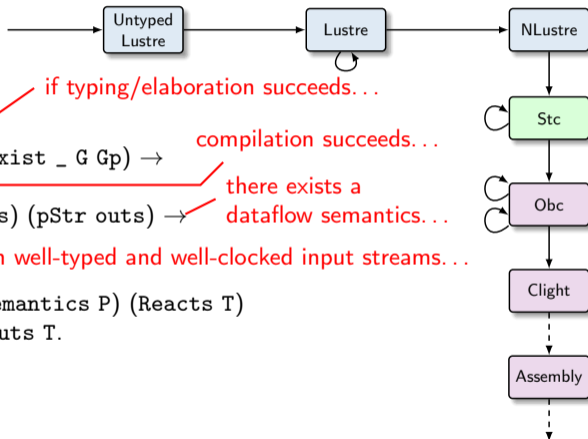 Untyped
Lustre
Lustre
NLustre
if typing/elaboration succeeds...
Stc
compilation succeeds...
xist _ G Gp) →
there exists a
s) (pStr outs) →
dataflow semantics...
Obc
n well-typed and well-clocked input streams...
Clight
emantics P) (Reacts T)
uts T.
Assembly